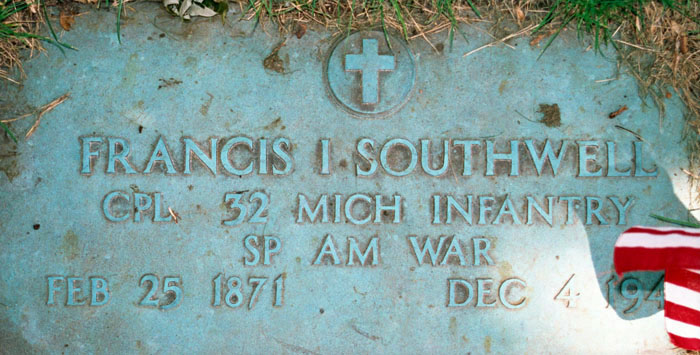 FRANCIS I SOUTHWELL
CPL 32 MICH INFANTRY
SP AM WAR
FEB 25 1871 DEC 4